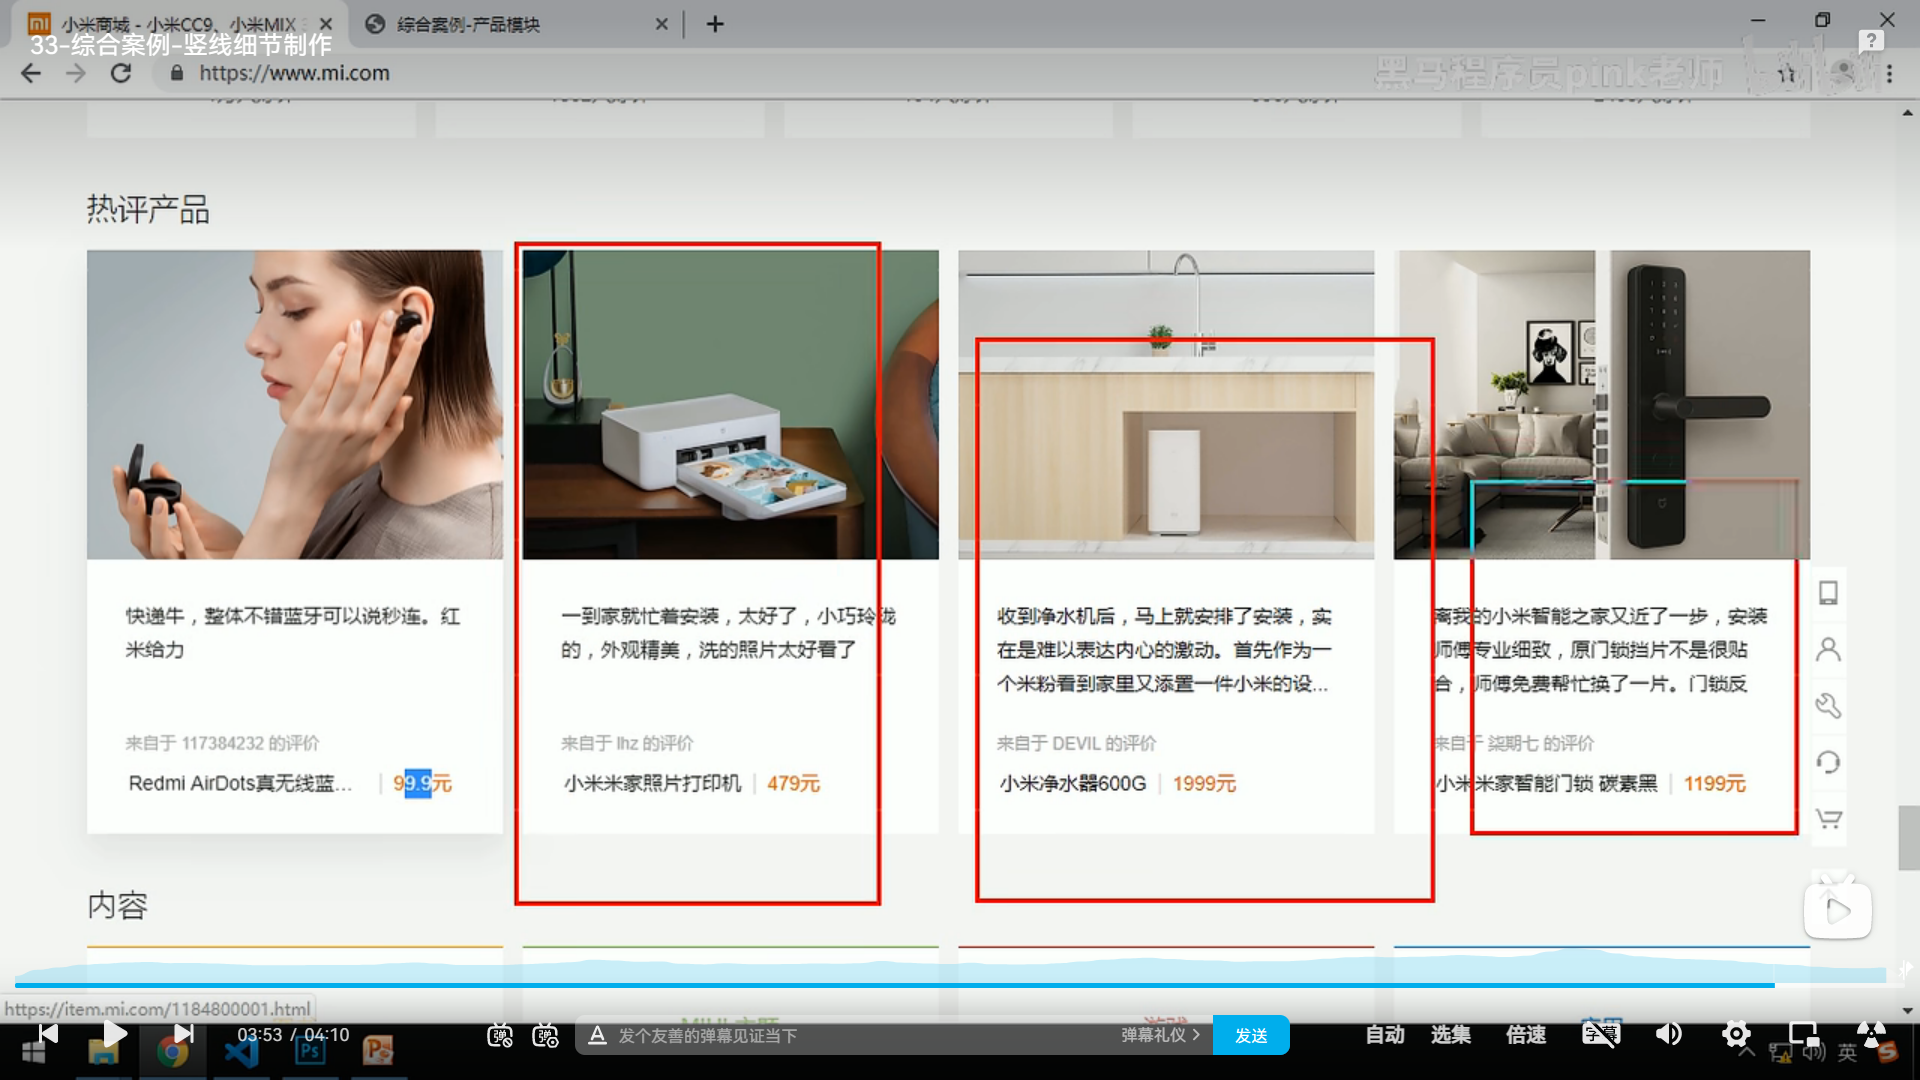 小米商城 - 小米CC9、小米MIX
综合案例-产品模块
33-综合案例-竖线细节制作
https://www.mi.com
黑马程序员pink老师
热评产品
快递牛，整体不错蓝牙可以说秒连。红
米给力
来自于 117384232 的评价
Redmi AirDots真无线蓝... | 99.9元
一到家就忙着安装，太好了，小巧玲珑
的，外观精美，洗的照片太好看了
来自于 lhz 的评价
小米米家照片打印机 | 479元
收到净水机后，马上就安排了安装，实
在是难以表达内心的激动。首先作为一
个米粉看到家里又添置一件小米的设...
来自于 DEVIL 的评价
小米净水器600G | 1999元
离我的小米智能之家又近了一步，安装
师傅专业细致，原门锁挡片不是很贴
合，师傅免费帮忙换了一片。门锁反
来自于 柒期七 的评价
小米米家智能门锁 碳素黑 | 1199元
内容
https://item.mi.com/1184800001.html
03:53 / 04:10
发个友善的弹幕见证当下
弹幕礼仪
发送
自动
选集
倍速
字幕
英